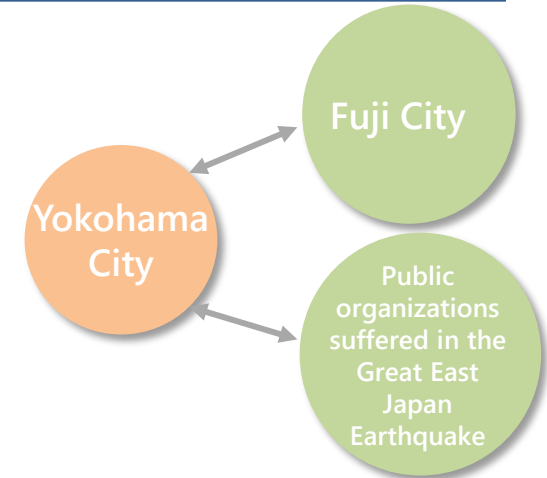 Fuji City
Yokohama
City
Public
organizations
suffered in the
Great East
Japan
Earthquake